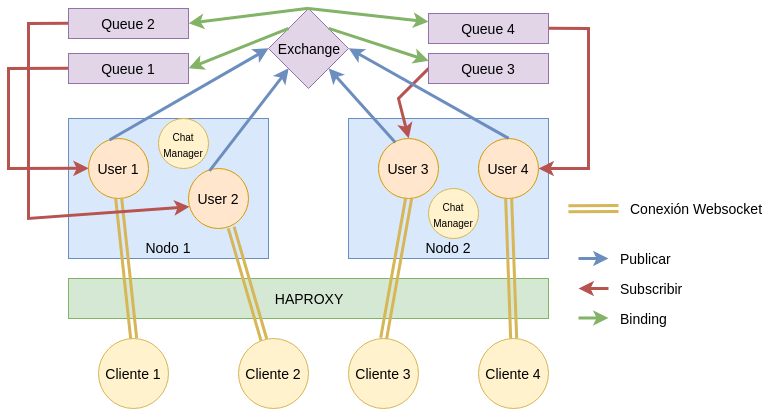 Queue 2
Queue 1
Exchange
Queue 4
Queue 3
Chat
Manager
User 1
User 2
Nodo 1
User 3
User 4
Chat
Manager
Nodo 2
Conexión Websocket
Publicar
Subscribir
Binding
HAPROXY
Cliente 1
Cliente 2
Cliente 3
Cliente 4